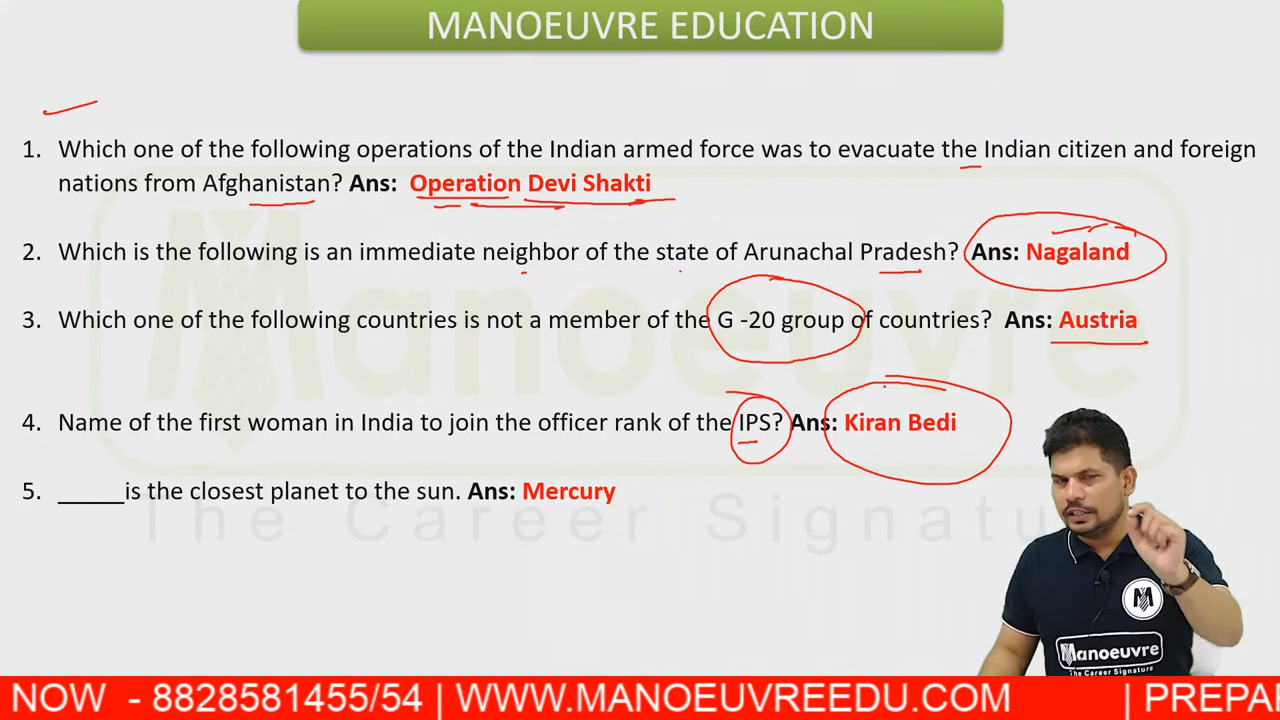 MANOEUVRE EDUCATION
1. Which one of the following operations of the Indian armed force was to evacuate the Indian citizen and foreign
nations from Afghanistan? Ans: Operation Devi Shakti
2. Which is the following is an immediate neighbor of the state of Arunachal Pradesh? Ans: Nagaland
3. Which one of the following countries is not a member of the G -20 group of countries? Ans: Austria
4. Name of the first woman in India to join the officer rank of the IPS? Ans: Kiran Bedi
5. _____is the closest planet to the sun. Ans: Mercury
Manoeuvre
The Career Signature
M
Manoeuvre
The Career Signature
NOW - 8828581455/54 | WWW.MANOEUVREEDU.COM | PREPA